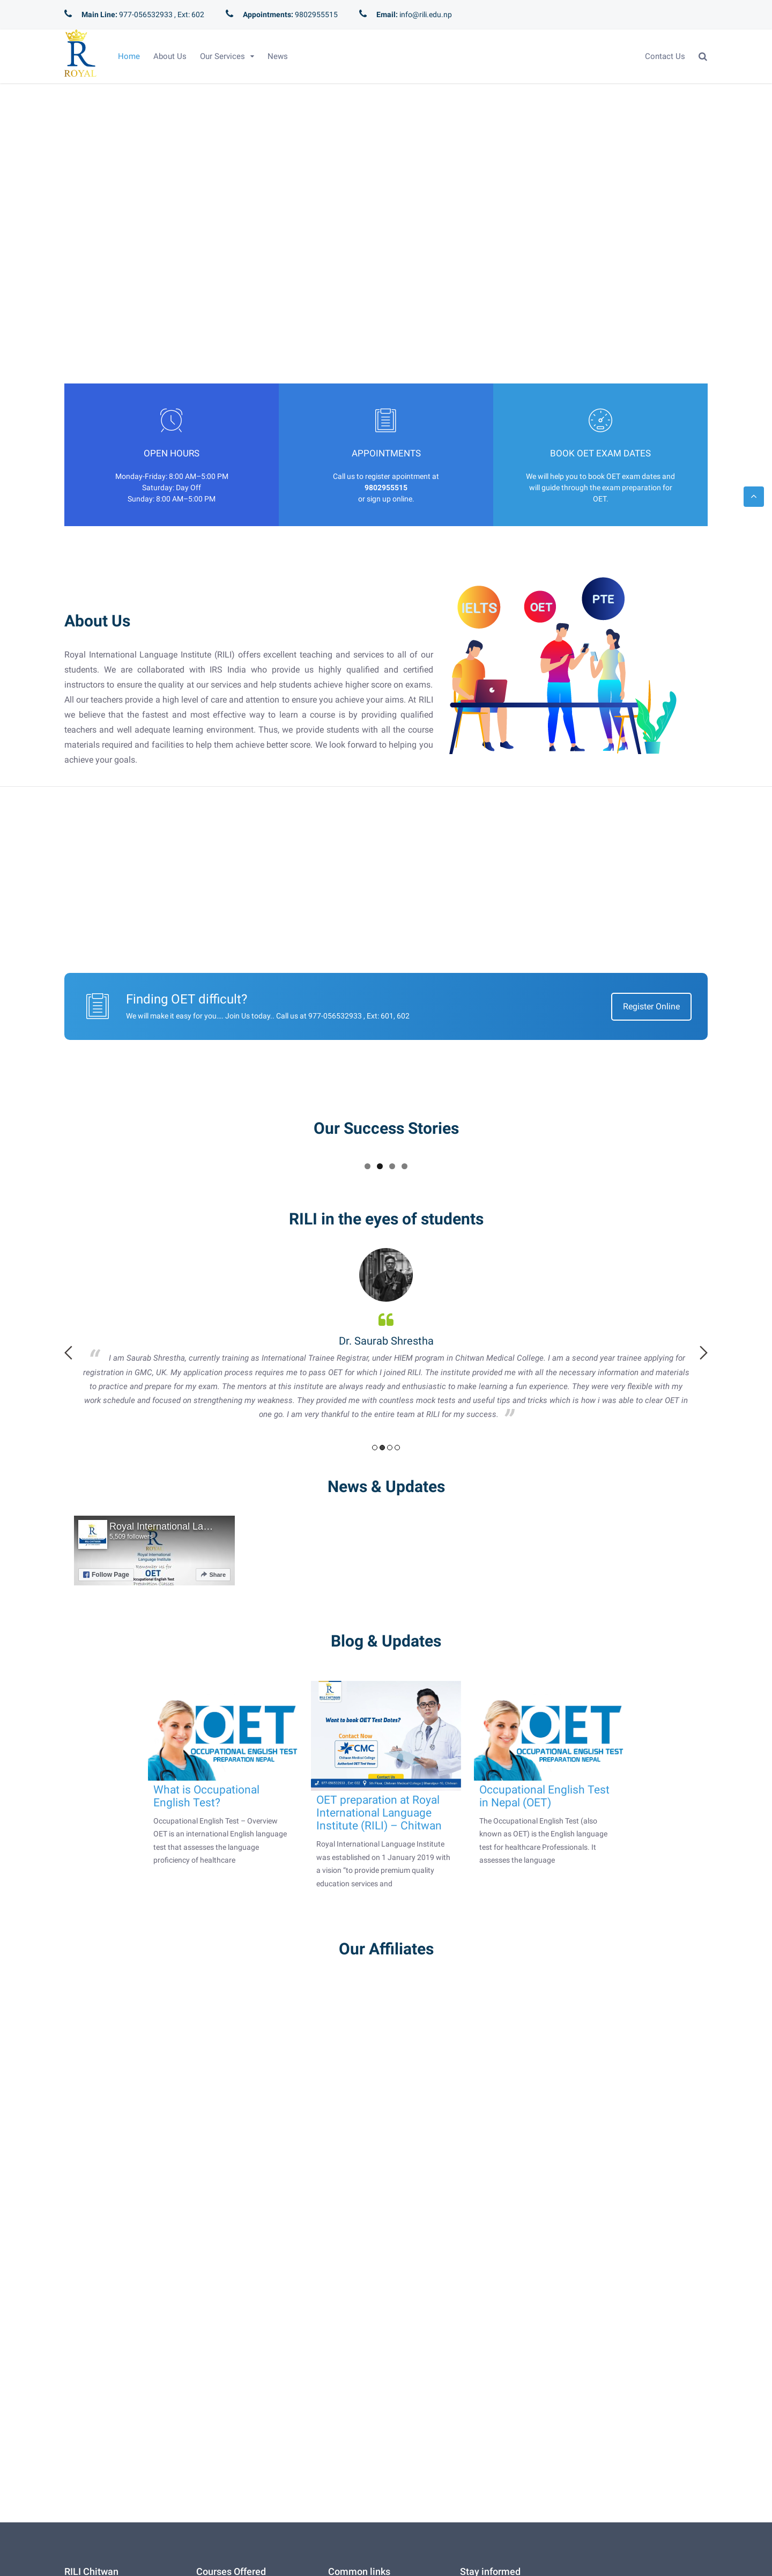 Main Line: 977-056532933 , Ext: 602 Appointments: 9802955515 Email: info@rili.edu.np
ROYAL
Home About Us Our Services News Contact Us
OPEN HOURS
Monday-Friday: 8:00 AM–5:00 PM
Saturday: Day Off
Sunday: 8:00 AM–5:00 PM
APPOINTMENTS
Call us to register apointment at
9802955515
or sign up online.
BOOK OET EXAM DATES
We will help you to book OET exam dates and
will guide through the exam preparation for
OET.
IELTS OET PTE
About Us
Royal International Language Institute (RILI) offers excellent teaching and services to all of our
students. We are collaborated with IRS India who provide us highly qualified and certified
instructors to ensure the quality at our services and help students achieve higher score on exams.
All our teachers provide a high level of care and attention to ensure you achieve your aims. At RILI
we believe that the fastest and most effective way to learn a course is by providing qualified
teachers and well adequate learning environment. Thus, we provide students with all the course
materials required and facilities to help them achieve better score. We look forward to helping you
achieve your goals.
Finding OET difficult?
We will make it easy for you.... Join Us today.. Call us at 977-056532933 , Ext: 601, 602
Register Online
Our Success Stories
RILI in the eyes of students
Dr. Saurab Shrestha
I am Saurab Shrestha, currently training as International Trainee Registrar, under HIEM program in Chitwan Medical College. I am a second year trainee applying for
registration in GMC, UK. My application process requires me to pass OET for which I joined RILI. The institute provided me with all the necessary information and materials
to practice and prepare for my exam. The mentors at this institute are always ready and enthusiastic to make learning a fun experience. They were very flexible with my
work schedule and focused on strengthening my weakness. They provided me with countless mock tests and useful tips and tricks which is how i was able to clear OET in
one go. I am very thankful to the entire team at RILI for my success.
News & Updates
Royal International La...
5,509 followers
ROYAL
Royal International
Language Institute
OET
Occupational English Test
Follow Page Share
Blog & Updates
OET
OCCUPATIONAL ENGLISH TEST
PREPARATION NEPAL
What is Occupational
English Test?
Occupational English Test – Overview
OET is an international English language
test that assesses the language
proficiency of healthcare
Want to book OET Test Dates?
Contact Now
CMC
Contact Us
OET preparation at Royal
International Language
Institute (RILI) – Chitwan
Royal International Language Institute
was established on 1 January 2019 with
a vision "to provide premium quality
education services and
OET
OCCUPATIONAL ENGLISH TEST
PREPARATION NEPAL
Occupational English Test
in Nepal (OET)
The Occupational English Test (also
known as OET) is the English language
test for healthcare Professionals. It
assesses the language
Our Affiliates
RILI Chitwan Courses Offered Common links Stay informed